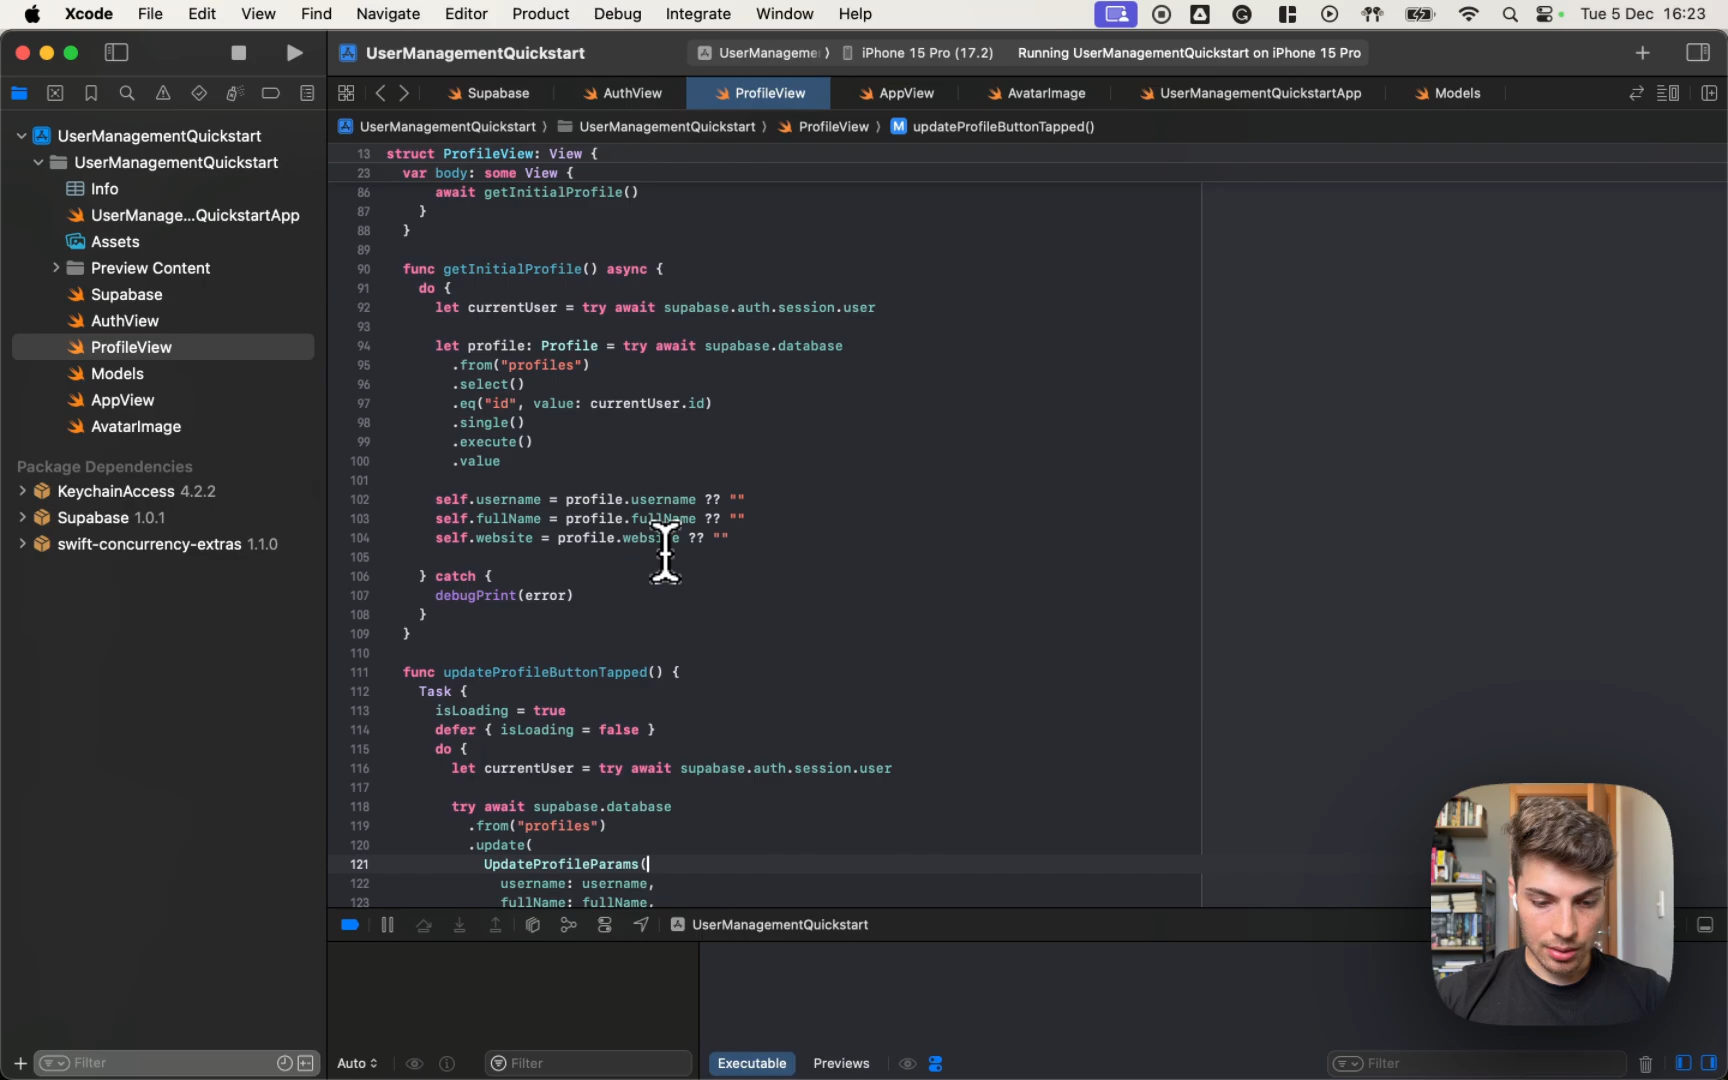 Xcode File Edit View Find Navigate Editor Product Debug Integrate Window Help Tue 5 Dec 16:23
UserManagementQuickstart UserManageme Running UserManagementQuickstart on iPhone 15 Pro iPhone 15 Pro (17.2)
Supabase AuthView ProfileView AppView AvatarImage UserManagementQuickstartApp Models
UserManagementQuickstart UserManagementQuickstart ProfileView M updateProfileButtonTapped()
UserManagementQuickstart
UserManagementQuickstart
Info
UserManage...QuickstartApp
Assets
Preview Content
Supabase
AuthView
ProfileView
Models
AppView
AvatarImage
Package Dependencies
KeychainAccess 4.2.2
Supabase 1.0.1
swift-concurrency-extras 1.1.0
Filter
13 struct ProfileView: View {
23 var body: some View {
86 await getInitialProfile()
87 }
88 }
89
90 func getInitialProfile() async {
91 do {
92 let currentUser = try await supabase.auth.session.user
93
94 let profile: Profile = try await supabase.database
95 .from("profiles")
96 .select()
97 .eq("id", value: currentUser.id)
98 .single()
99 .execute()
100 .value
101
102 self.username = profile.username ?? ""
103 self.fullName = profile.fullName ?? ""
104 self.website = profile.website ?? ""
105
106 } catch {
107 debugPrint(error)
108 }
109 }
110
111 func updateProfileButtonTapped() {
112 Task {
113 isLoading = true
114 defer { isLoading = false }
115 do {
116 let currentUser = try await supabase.auth.session.user
117
118 try await supabase.database
119 .from("profiles")
120 .update(
121 UpdateProfileParams(
122 username: username,
123 fullName: fullName,
UserManagementQuickstart
Auto Filter Executable Previews Filter